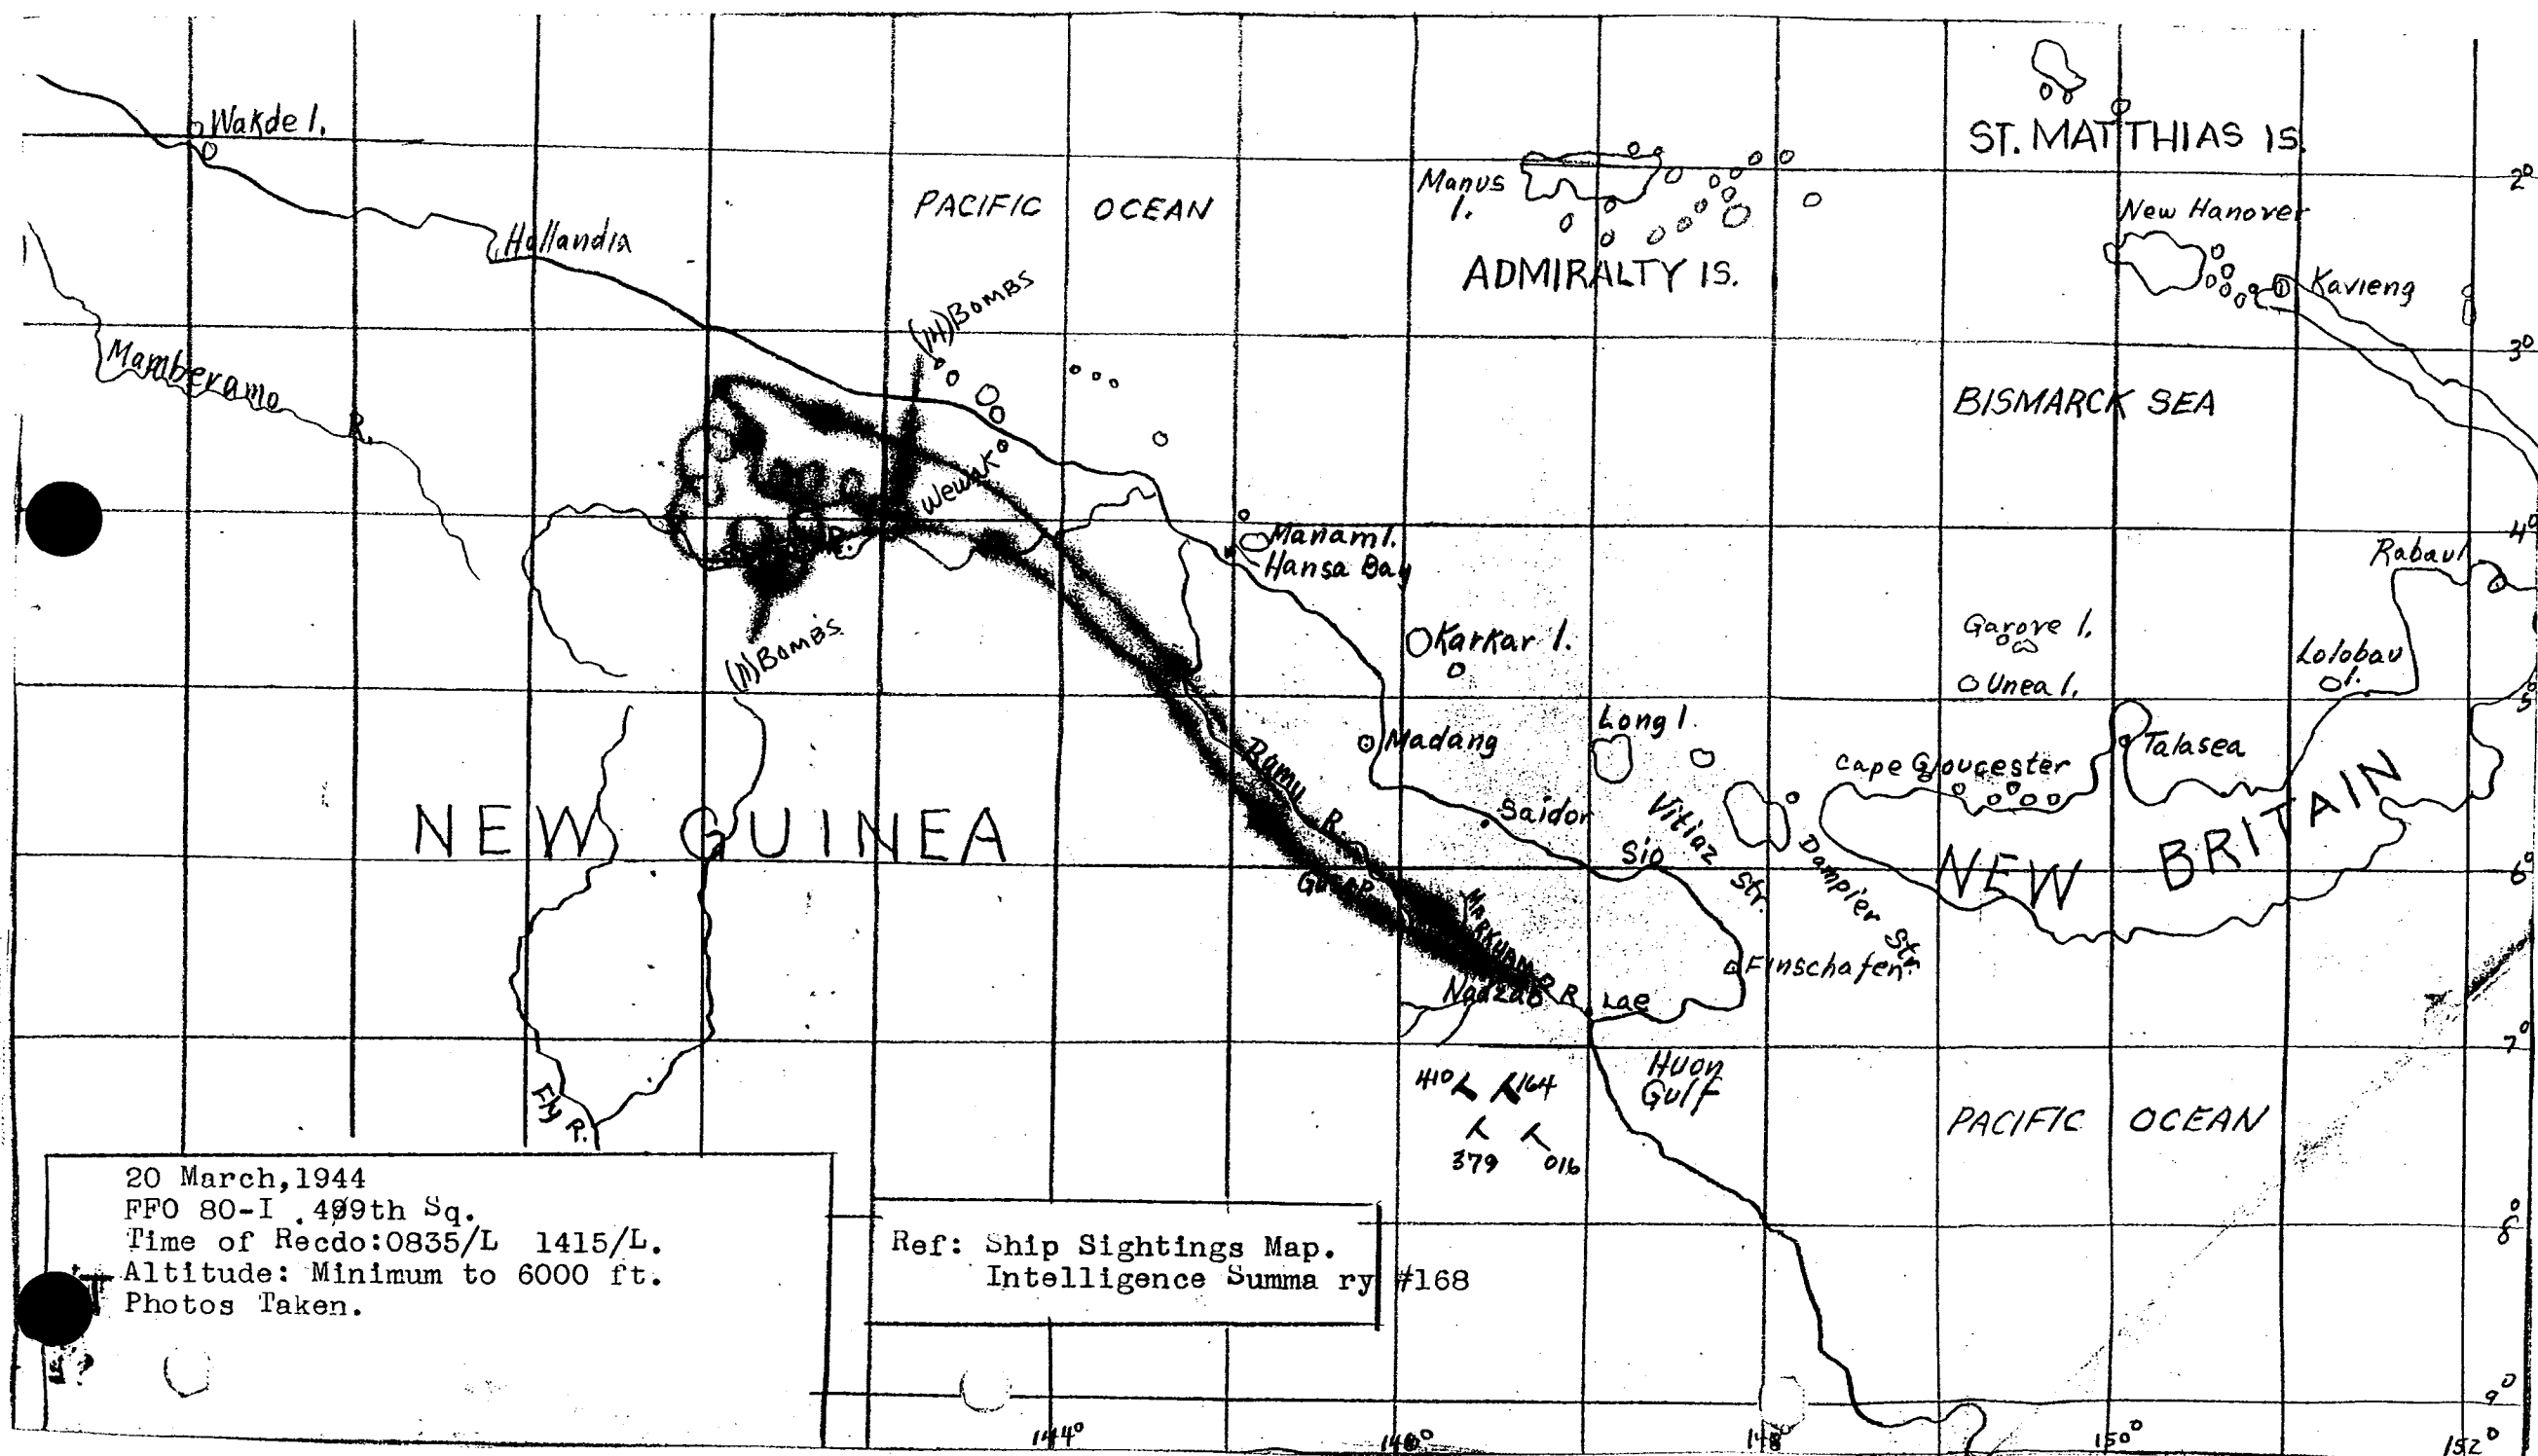 Wakde I.
ST. MATTHIAS IS.
2°
Manus
I.
PACIFIC OCEAN
New Hanover
Hollandia
ADMIRALTY IS.
Kavieng
(14) BOMBS
3°
Mamberamo
R.
BISMARCK SEA
Wewak
4°
R.
Manam I.
Hansa Bay
Rabaul
(11) BOMBS
Karkar I.
Garove I.
Lolobau
I.
Unea I.
5°
Long I.
Madang
Talasea
Cape Gloucester
Ramu
R.
Saidor
Vitiaz
Str.
NEW GUINEA
Sio
Dampier Str.
NEW BRITAIN
6°
Gusap
MARKHAM R.
Finschafen
Nadzab
R
Lae
7°
Huon
Gulf
410 164
379 016
Fly R.
PACIFIC OCEAN
20 March,1944
FFO 80-I .499th Sq.
Time of Recdo:0835/L 1415/L.
Altitude: Minimum to 6000 ft.
Photos Taken.
Ref: Ship Sightings Map.
Intelligence Summa ry #168
8°
9°
144° 146° 148° 150° 152°